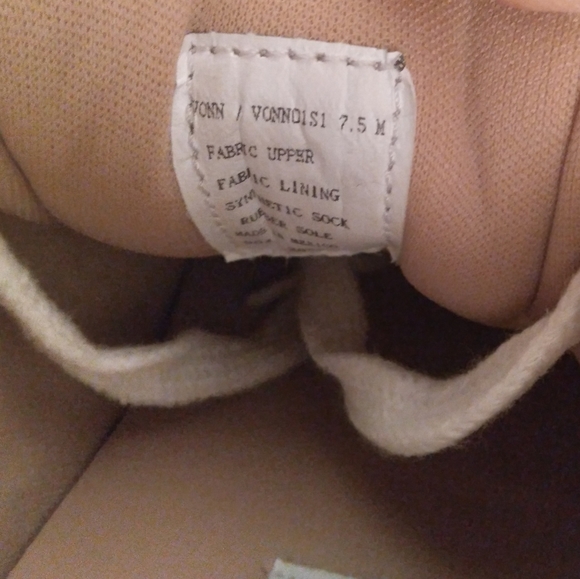 VONN / VONN01S1 7.5 M
FABRIC UPPER
FABRIC LINING
SYNTHETIC SOCK
RUBBER SOLE
MADE IN MEXICO